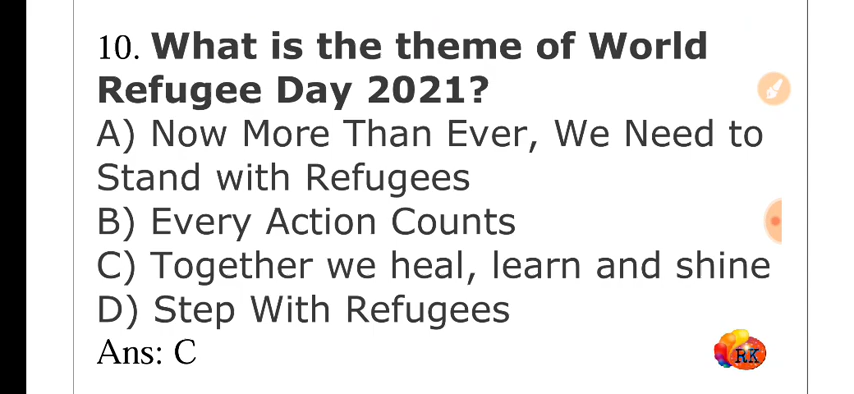 10. What is the theme of World
Refugee Day 2021?
A) Now More Than Ever, We Need to
Stand with Refugees
B) Every Action Counts
C) Together we heal, learn and shine
D) Step With Refugees
Ans: C
RK